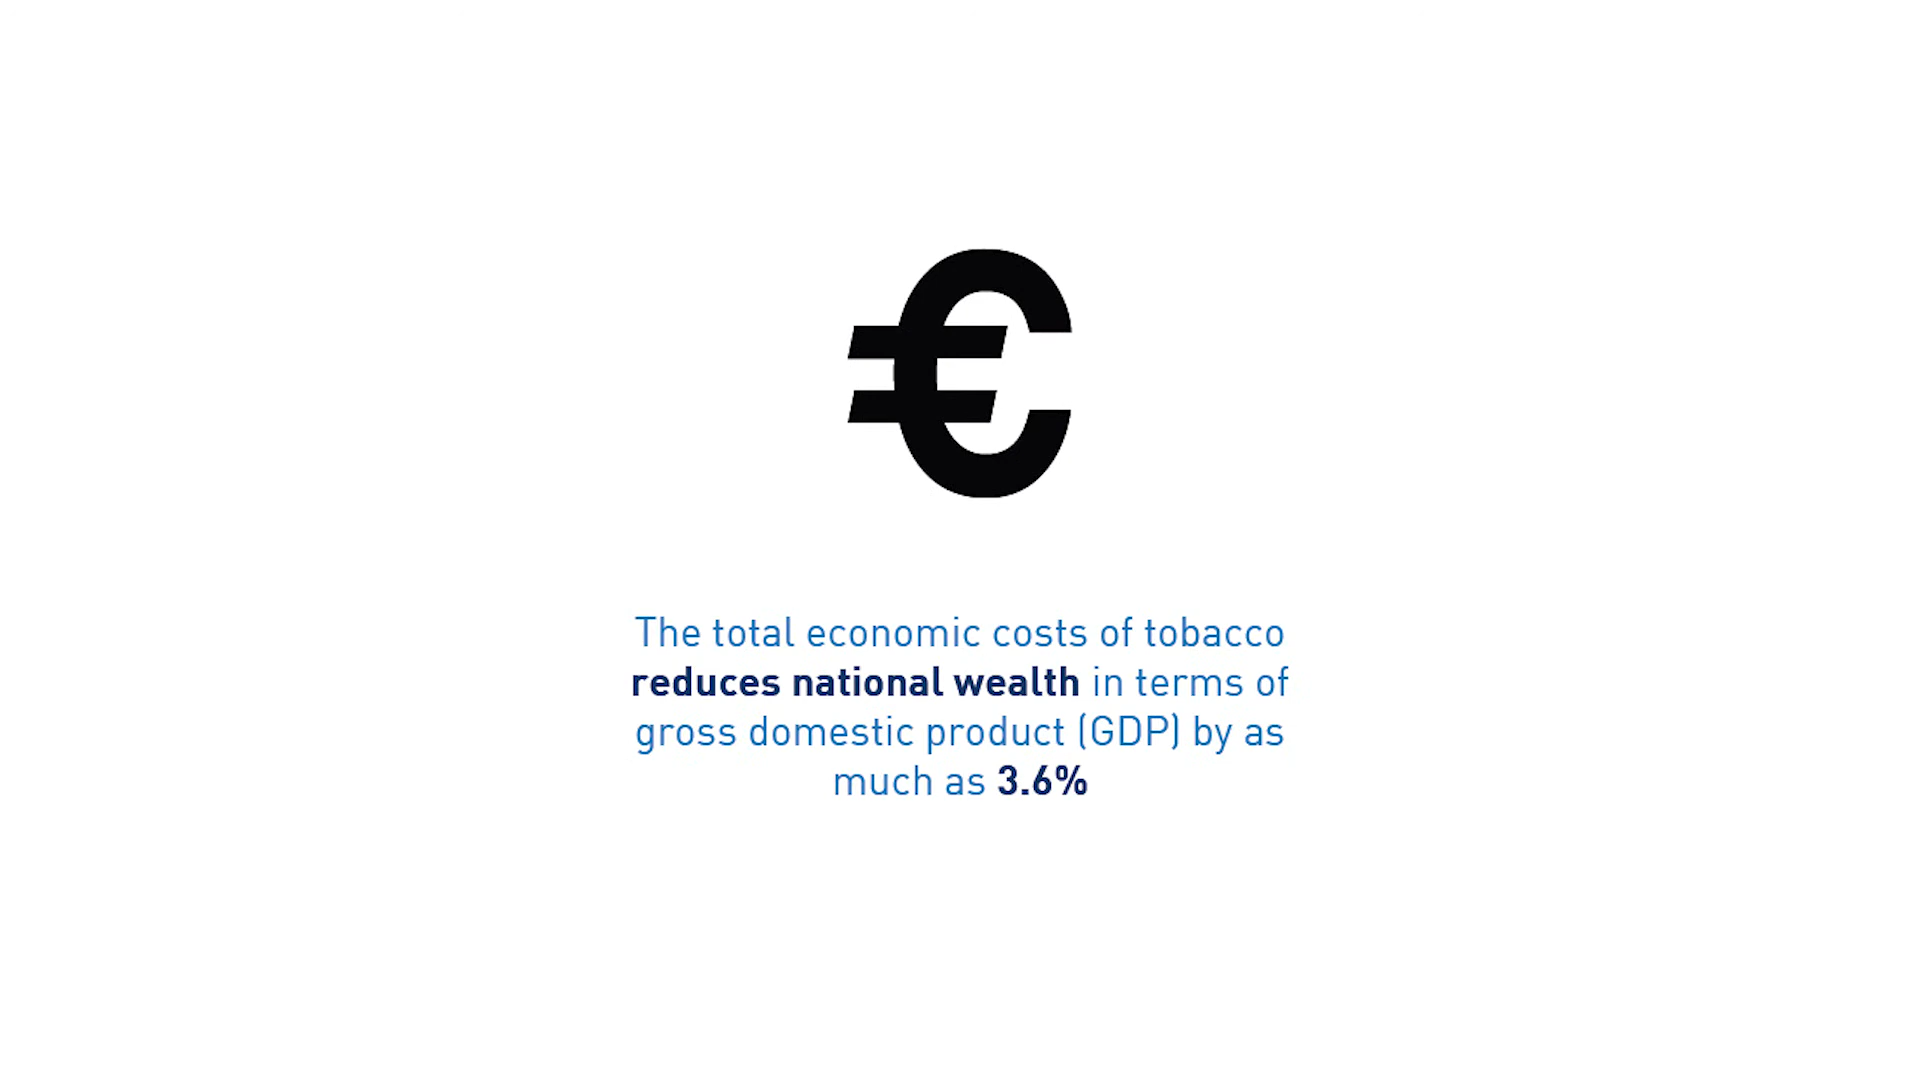 €
The total economic costs of tobacco
reduces national wealth in terms of
gross domestic product (GDP) by as
much as 3.6%